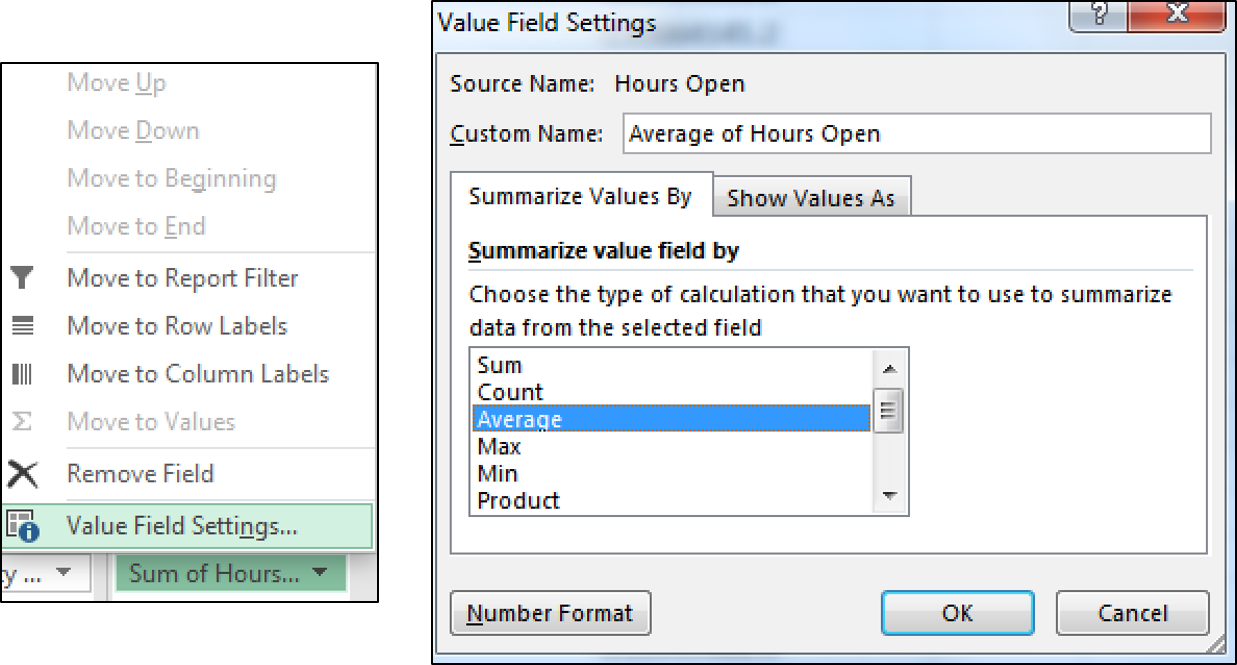 Move Up
Move Down
Move to Beginning
Move to End
Move to Report Filter
Move to Row Labels
Move to Column Labels
Σ Move to Values
Remove Field
Value Field Settings...
y ...
Sum of Hours...
Value Field Settings
?
Source Name: Hours Open
Custom Name: Average of Hours Open
Summarize Values By
Show Values As
Summarize value field by
Choose the type of calculation that you want to use to summarize
data from the selected field
Sum
Count
Average
Max
Min
Product
Number Format
OK
Cancel